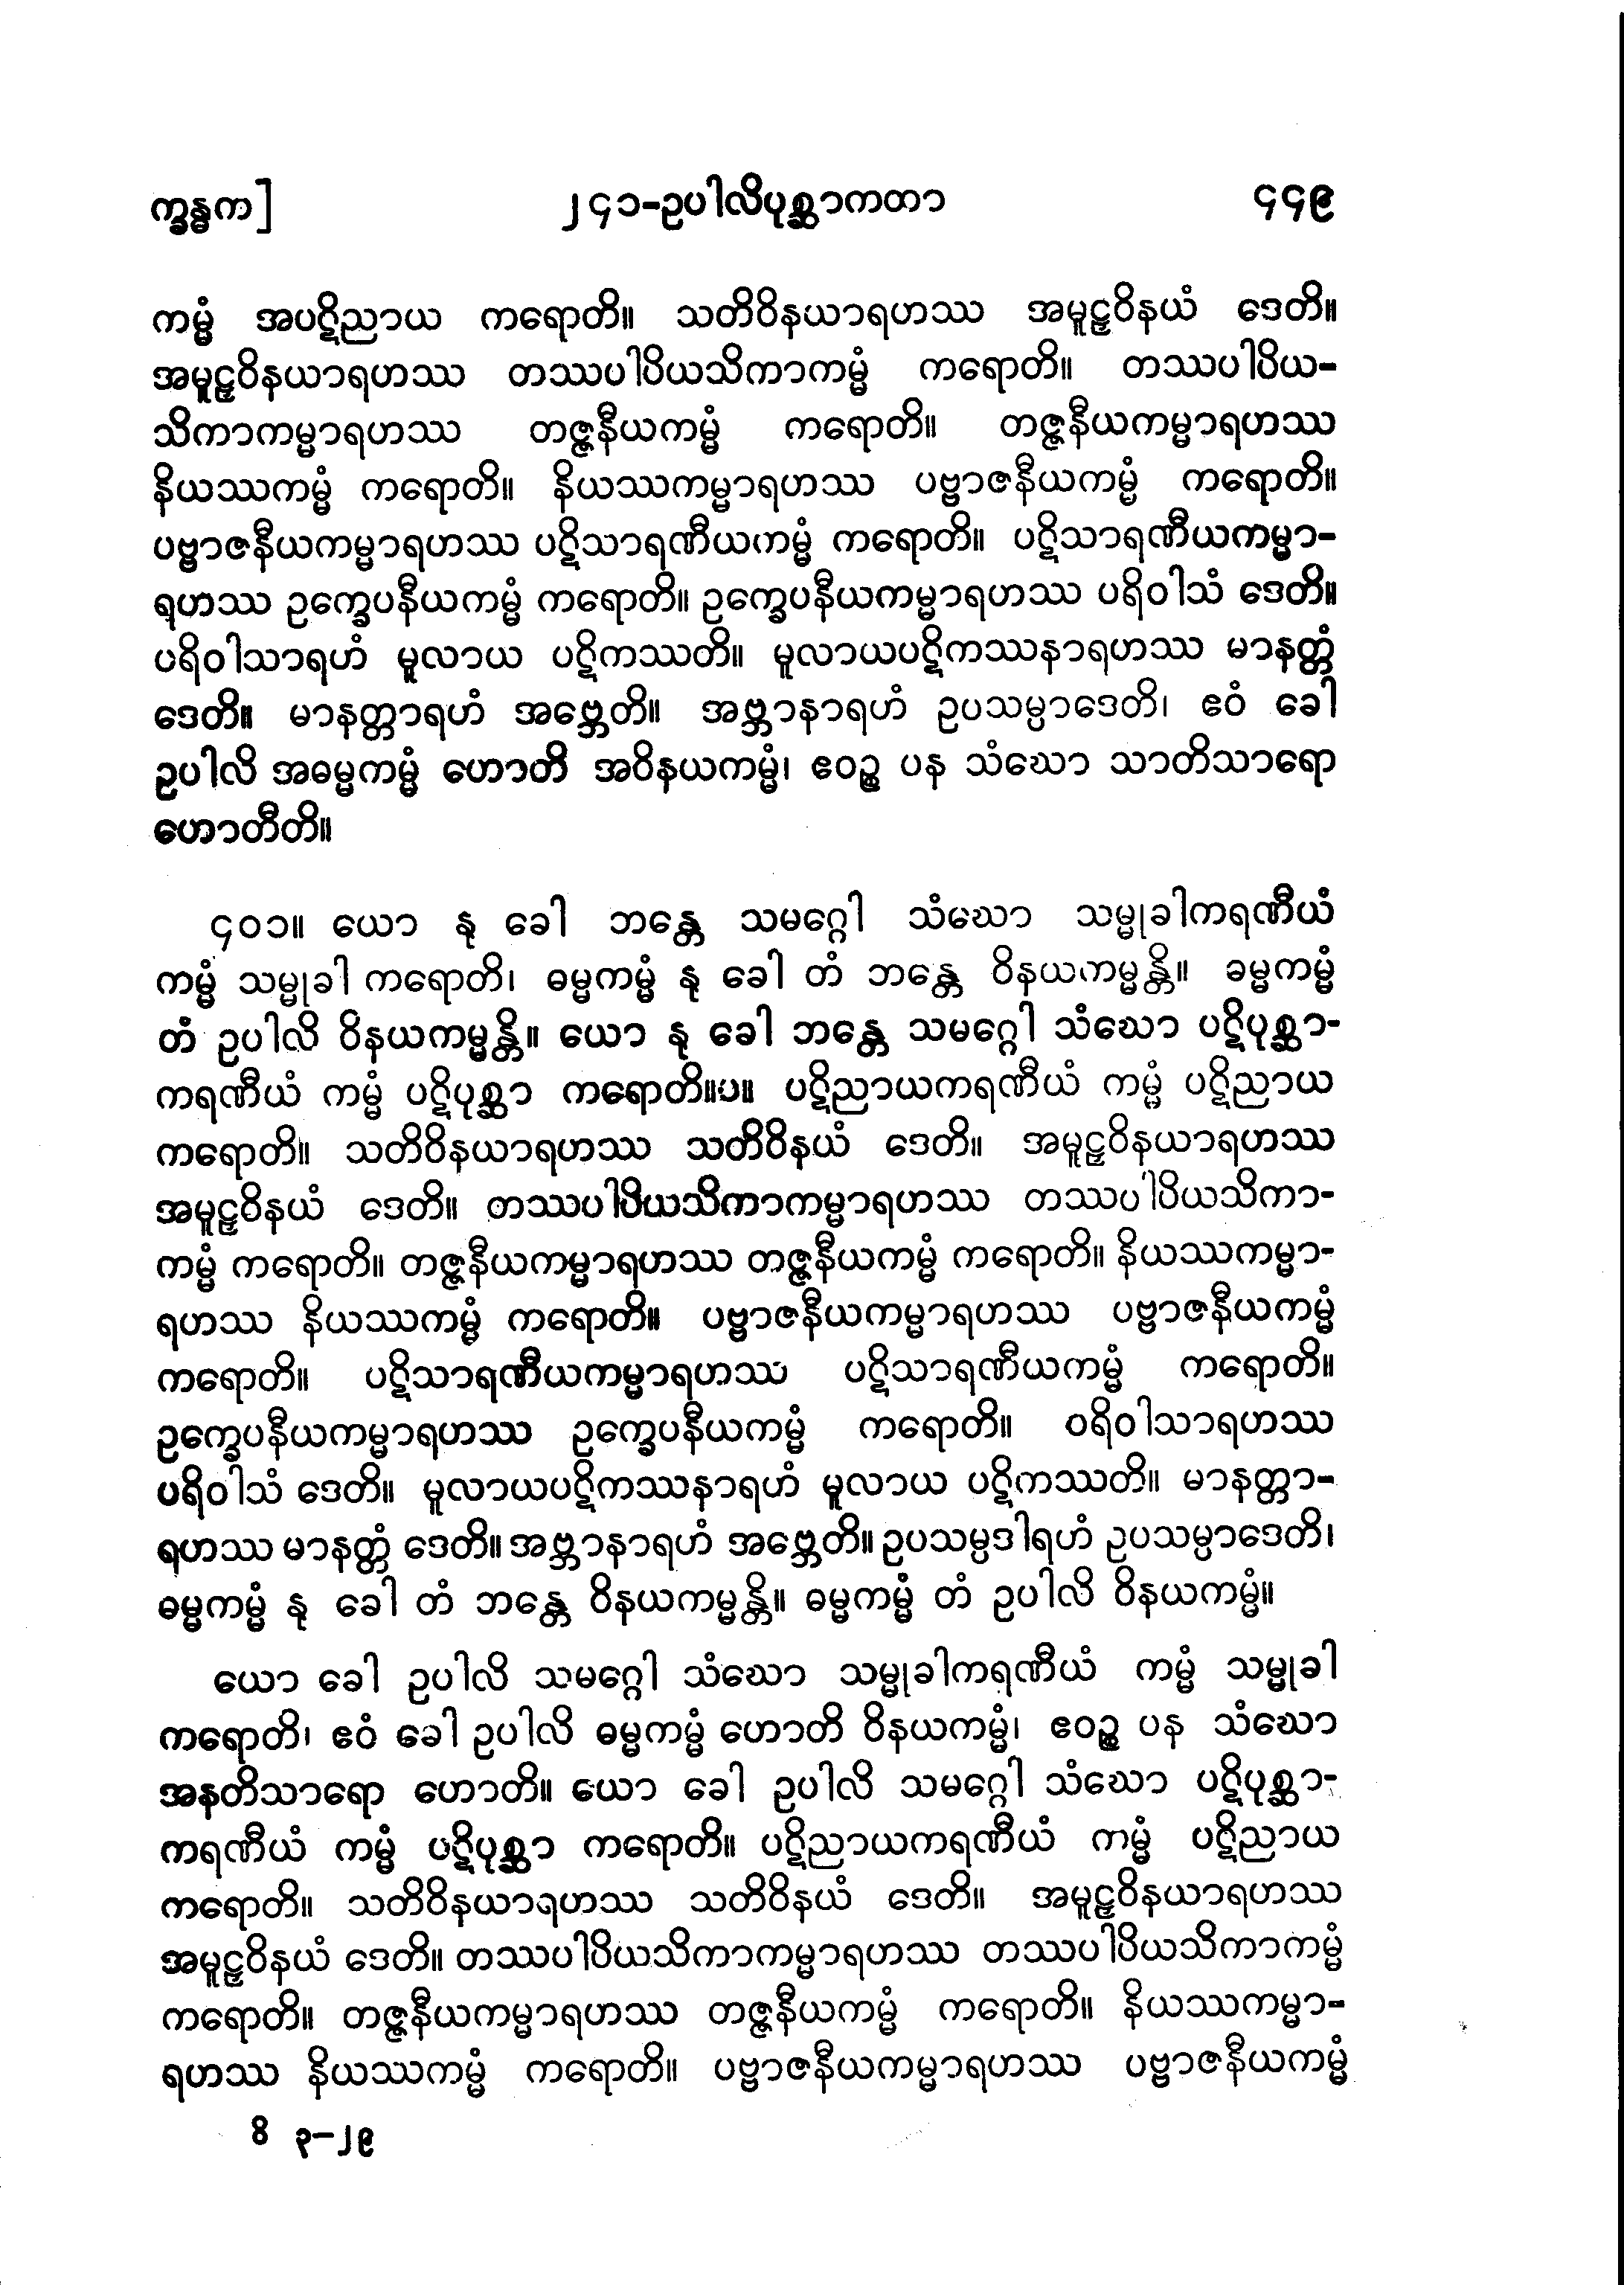 က္ခန္ဓက]
၂၄၁-ဥပါလိပုစ္ဆာကထာ
၄၄၉
ကမ္မံ အပဋိညာယ ကရောတိ။ သတိဝိနယာရဟဿ အမူဠှဝိနယံ ဒေတိ။
အမူဠှဝိနယာရဟဿ တဿပါပိယသိကာကမ္မံ ကရောတိ။ တဿပါပိယ-
သိကာကမ္မာရဟဿ တဇ္ဇနီယကမ္မံ ကရောတိ။ တဇ္ဇနီယကမ္မာရဟဿ
နိယဿကမ္မံ ကရောတိ။ နိယဿကမ္မာရဟဿ ပဗ္ဗာဇနီယကမ္မံ ကရောတိ။
ပဗ္ဗာဇနီယကမ္မာရဟဿ ပဋိသာရဏီယကမ္မံ ကရောတိ။ ပဋိသာရဏီယကမ္မာ-
ရဟဿ ဥက္ခေပနီယကမ္မံ ကရောတိ။ ဥက္ခေပနီယကမ္မာရဟဿ ပရိဝါသံ ဒေတိ။
ပရိဝါသာရဟံ မူလာယ ပဋိကဿတိ။ မူလာယပဋိကဿနာရဟဿ မာနတ္တံ
ဒေတိ။ မာနတ္တာရဟံ အဗ္ဘေတိ။ အဗ္ဘာနာရဟံ ဥပသမ္ပာဒေတိ၊ ဧဝံ ခေါ
ဥပါလိ အဓမ္မကမ္မံ ဟောတိ အဝိနယကမ္မံ၊ ဧဝဉ္စ ပန သံဃော သာတိသာရော
ဟောတီတိ။
၄၀၁။ ယော နု ခေါ ဘန္တေ သမဂ္ဂေါ သံဃော သမ္မုခါကရဏီယံ
ကမ္မံ သမ္မုခါ ကရောတိ၊ ဓမ္မကမ္မံ နု ခေါ တံ ဘန္တေ ဝိနယကမ္မန္တိ။ ဓမ္မကမ္မံ
တံ ဥပါလိ ဝိနယကမ္မန္တိ။ ယော နု ခေါ ဘန္တေ သမဂ္ဂေါ သံဃော ပဋိပုစ္ဆာ-
ကရဏီယံ ကမ္မံ ပဋိပုစ္ဆာ ကရောတိ။ပ။ ပဋိညာယကရဏီယံ ကမ္မံ ပဋိညာယ
ကရောတိ။ သတိဝိနယာရဟဿ သတိဝိနယံ ဒေတိ။ အမူဠှဝိနယာရဟဿ
အမူဠှဝိနယံ ဒေတိ။ တဿပါပိယသိကာကမ္မာရဟဿ တဿပါပိယသိကာ-
ကမ္မံ ကရောတိ။ တဇ္ဇနီယကမ္မာရဟဿ တဇ္ဇနီယကမ္မံ ကရောတိ။ နိယဿကမ္မာ-
ရဟဿ နိယဿကမ္မံ ကရောတိ။ ပဗ္ဗာဇနီယကမ္မာရဟဿ ပဗ္ဗာဇနီယကမ္မံ
ကရောတိ။ ပဋိသာရဏီယကမ္မာရဟဿ ပဋိသာရဏီယကမ္မံ ကရောတိ။
ဥက္ခေပနီယကမ္မာရဟဿ ဥက္ခေပနီယကမ္မံ ကရောတိ။ ပရိဝါသာရဟဿ
ပရိဝါသံ ဒေတိ။ မူလာယပဋိကဿနာရဟံ မူလာယ ပဋိကဿတိ။ မာနတ္တာ-
ရဟဿ မာနတ္တံ ဒေတိ။ အဗ္ဘာနာရဟံ အဗ္ဘေတိ။ ဥပသမ္ပဒါရဟံ ဥပသမ္ပာဒေတိ၊
ဓမ္မကမ္မံ နု ခေါ တံ ဘန္တေ ဝိနယကမ္မန္တိ။ ဓမ္မကမ္မံ တံ ဥပါလိ ဝိနယကမ္မံ။
ယော ခေါ ဥပါလိ သမဂ္ဂေါ သံဃော သမ္မုခါကရဏီယံ ကမ္မံ သမ္မုခါ
ကရောတိ၊ ဧဝံ ခေါ ဥပါလိ ဓမ္မကမ္မံ ဟောတိ ဝိနယကမ္မံ၊ ဧဝဉ္စ ပန သံဃော
အနတိသာရော ဟောတိ။ ယော ခေါ ဥပါလိ သမဂ္ဂေါ သံဃော ပဋိပုစ္ဆာ-
ကရဏီယံ ကမ္မံ ပဋိပုစ္ဆာ ကရောတိ။ ပဋိညာယကရဏီယံ ကမ္မံ ပဋိညာယ
ကရောတိ။ သတိဝိနယာရဟဿ သတိဝိနယံ ဒေတိ။ အမူဠှဝိနယာရဟဿ
အမူဠှဝိနယံ ဒေတိ။ တဿပါပိယသိကာကမ္မာရဟဿ တဿပါပိယသိကာကမ္မံ
ကရောတိ။ တဇ္ဇနီယကမ္မာရဟဿ တဇ္ဇနီယကမ္မံ ကရောတိ။ နိယဿကမ္မာ-
ရဟဿ နိယဿကမ္မံ ကရောတိ။ ပဗ္ဗာဇနီယကမ္မာရဟဿ ပဗ္ဗာဇနီယကမ္မံ
ဝိ ၃-၂၉